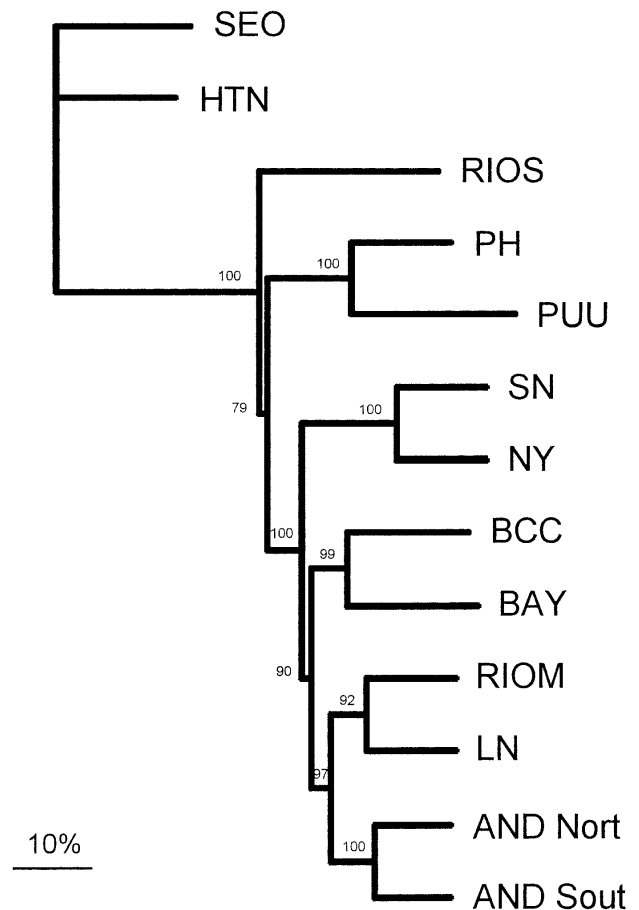 SEO
HTN
RIOS
PH
100
100
PUU
SN
79
100
NY
BCC
100
99
BAY
90
RIOM
92
LN
97
AND Nort
10%
100
AND Sout